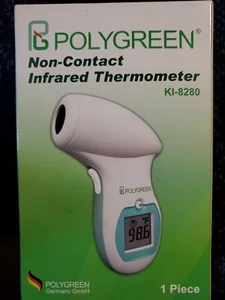 POLYGREEN®
Non-Contact
Infrared Thermometer
KI-8280
POLYGREEN
°F
98.6
POLYGREEN
Germany GmbH
1 Piece